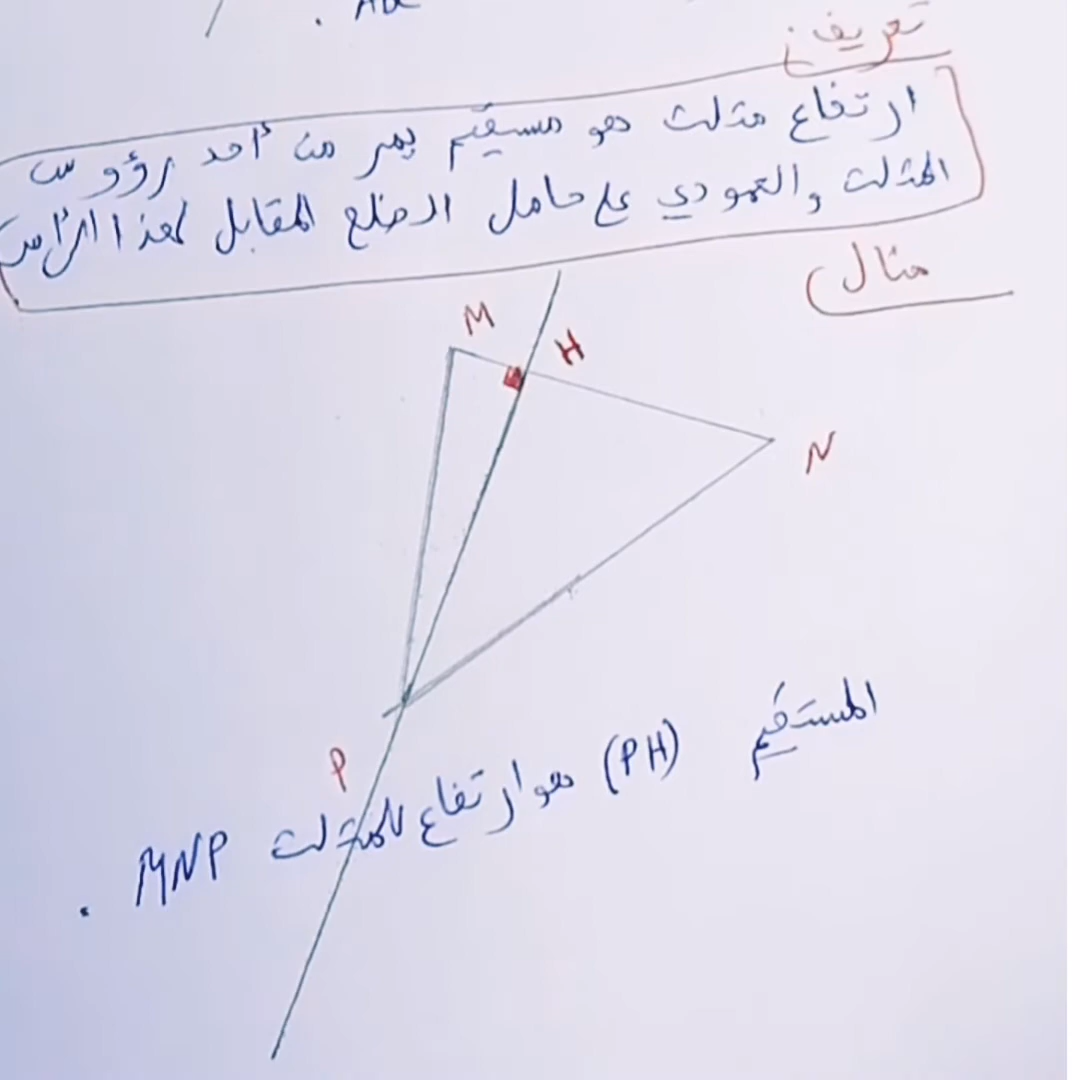 تعريف:
ارتفاع مثلث هو مستقيم يمر من أحد رؤوس
المثلث والعمودي على حامل الضلع المقابل لهذا الرأس
مثال
M
H
N
P
المستقيم (PH) هو ارتفاع للمثلث MNP .